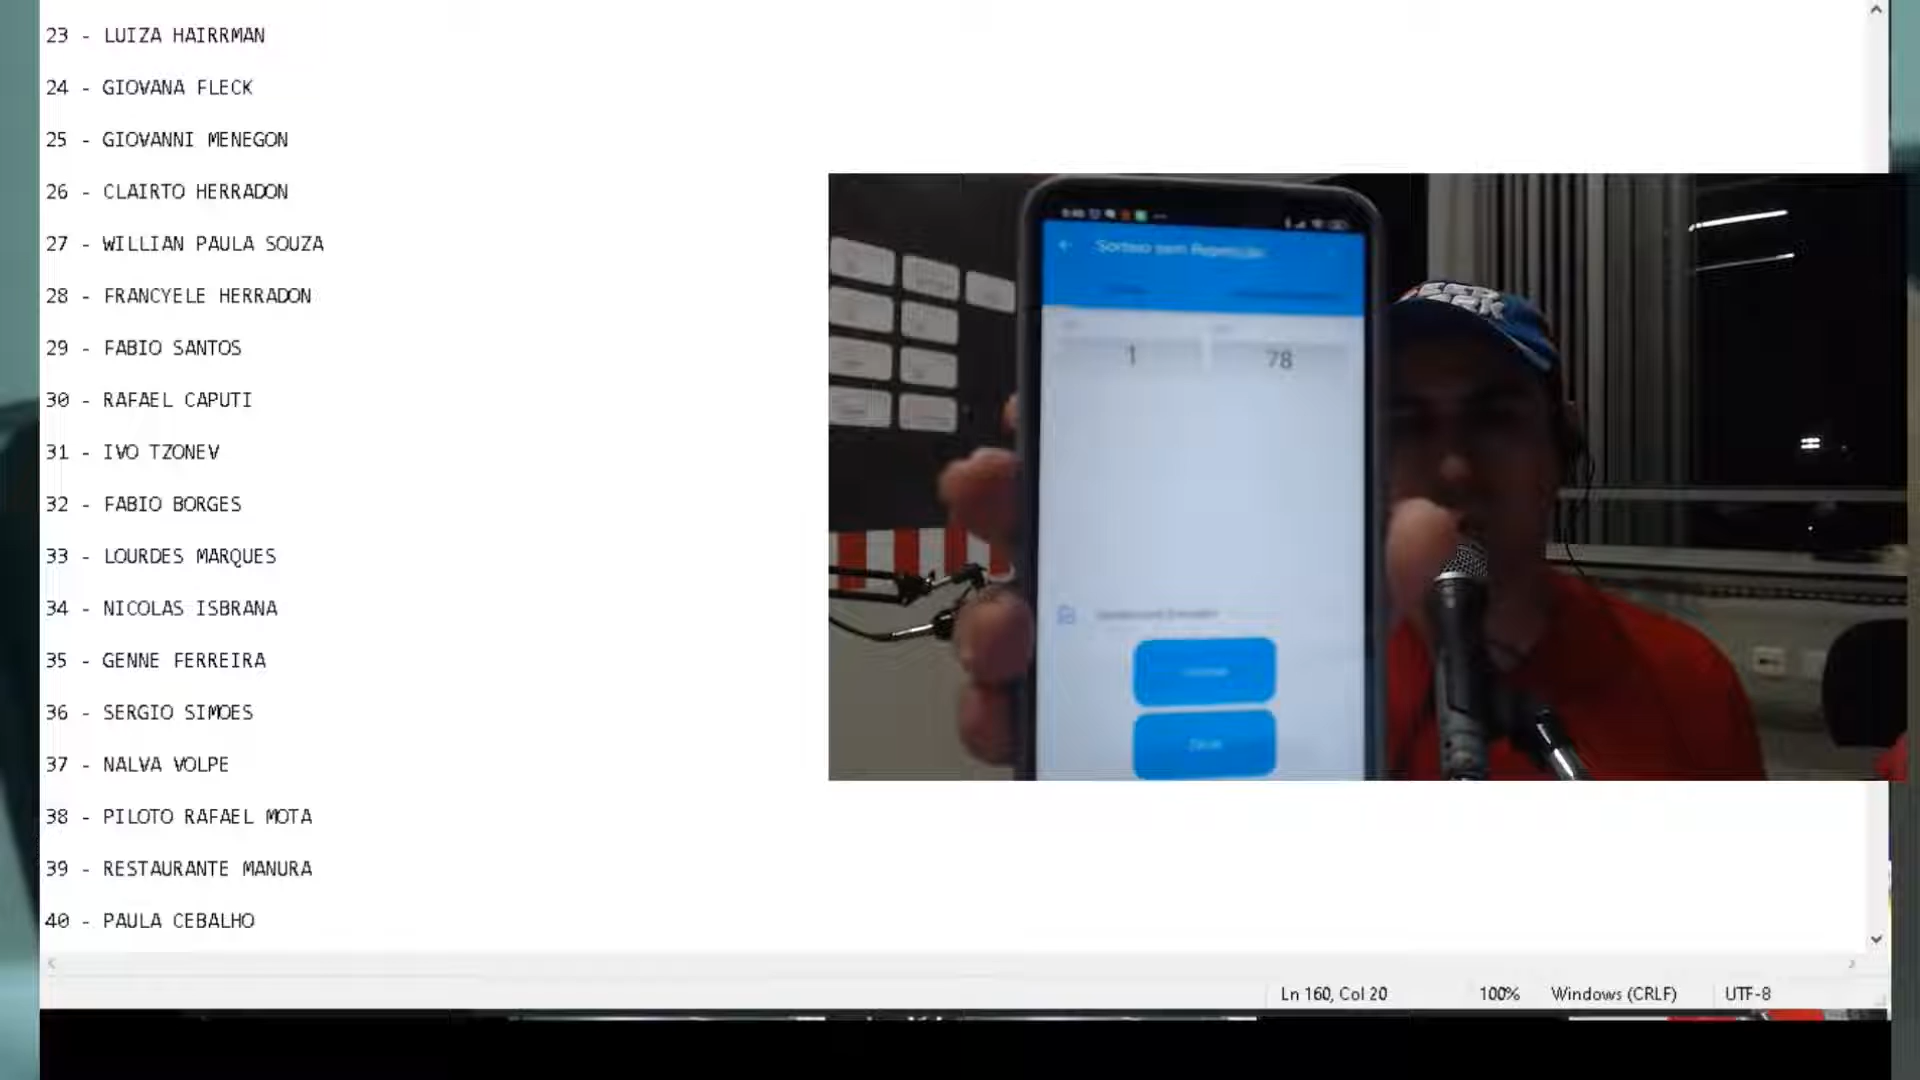 23 - LUIZA HAIRRMAN
24 - GIOVANA FLECK
25 - GIOVANNI MENEGON
26 - CLAIRTO HERRADON
27 - WILLIAN PAULA SOUZA
28 - FRANCYELE HERRADON
29 - FABIO SANTOS
30 - RAFAEL CAPUTI
31 - IVO TZONEV
32 - FABIO BORGES
33 - LOURDES MARQUES
34 - NICOLAS ISBRANA
35 - GENNE FERREIRA
36 - SERGIO SIMOES
37 - NALVA VOLPE
38 - PILOTO RAFAEL MOTA
39 - RESTAURANTE MANURA
40 - PAULA CEBALHO
Sorteio sem Repetição
1 78
Ln 160, Col 20 100% Windows (CRLF) UTF-8